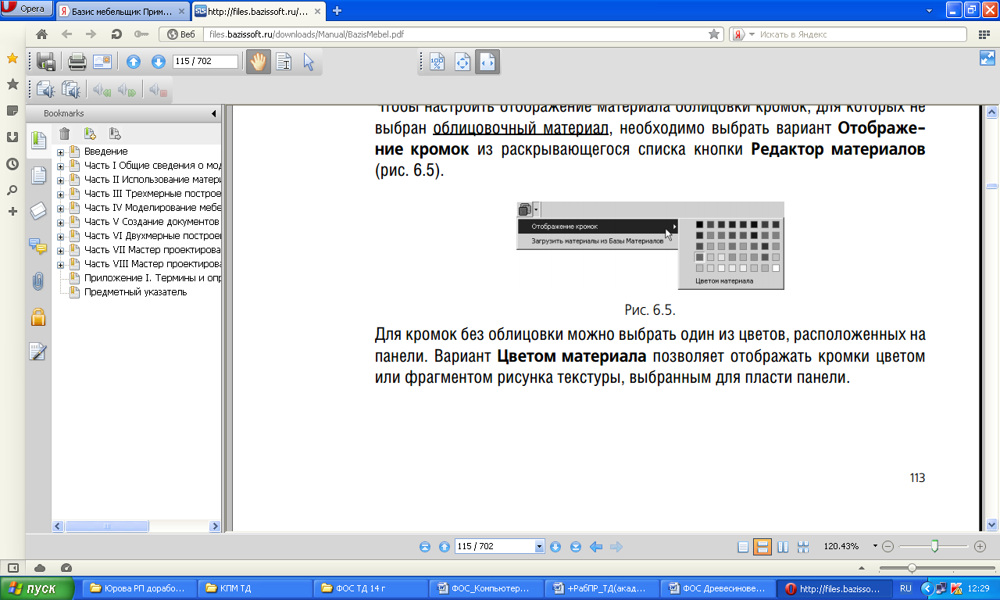 Opera
Базис мебельщик Прим...
http://files.bazissoft.ru/...
Веб
files.bazissoft.ru/downloads/Manual/BazisMebel.pdf
Искать в Яндекс
115 / 702
Bookmarks
Введение
Часть I Общие сведения о мод
Часть II Использование матери
Часть III Трехмерные построе
Часть IV Моделирование мебе
Часть V Создание документов
Часть VI Двухмерные построе
Часть VII Мастер проектирова
Часть VIII Мастер проектирова
Приложение I. Термины и опр
Предметный указатель
Чтобы настроить отображение материала облицовки кромок, для которых не
выбран облицовочный материал, необходимо выбрать вариант Отображе-
ние кромок из раскрывающегося списка кнопки Редактор материалов
(рис. 6.5).
Отображение кромок
Загрузить материалы из Базы Материалов
Цветом материала
Рис. 6.5.
Для кромок без облицовки можно выбрать один из цветов, расположенных на
панели. Вариант Цветом материала позволяет отображать кромки цветом
или фрагментом рисунка текстуры, выбранным для пласти панели.
113
115 / 702
120.43%
пуск
Юрова РП дорабо...
КПМ ТД
ФОС ТД 14 г
ФОС_Компьютер...
+РабПР_ТД(акад...
ФОС Древесинове...
http://files.bazisso...
RU
12:29